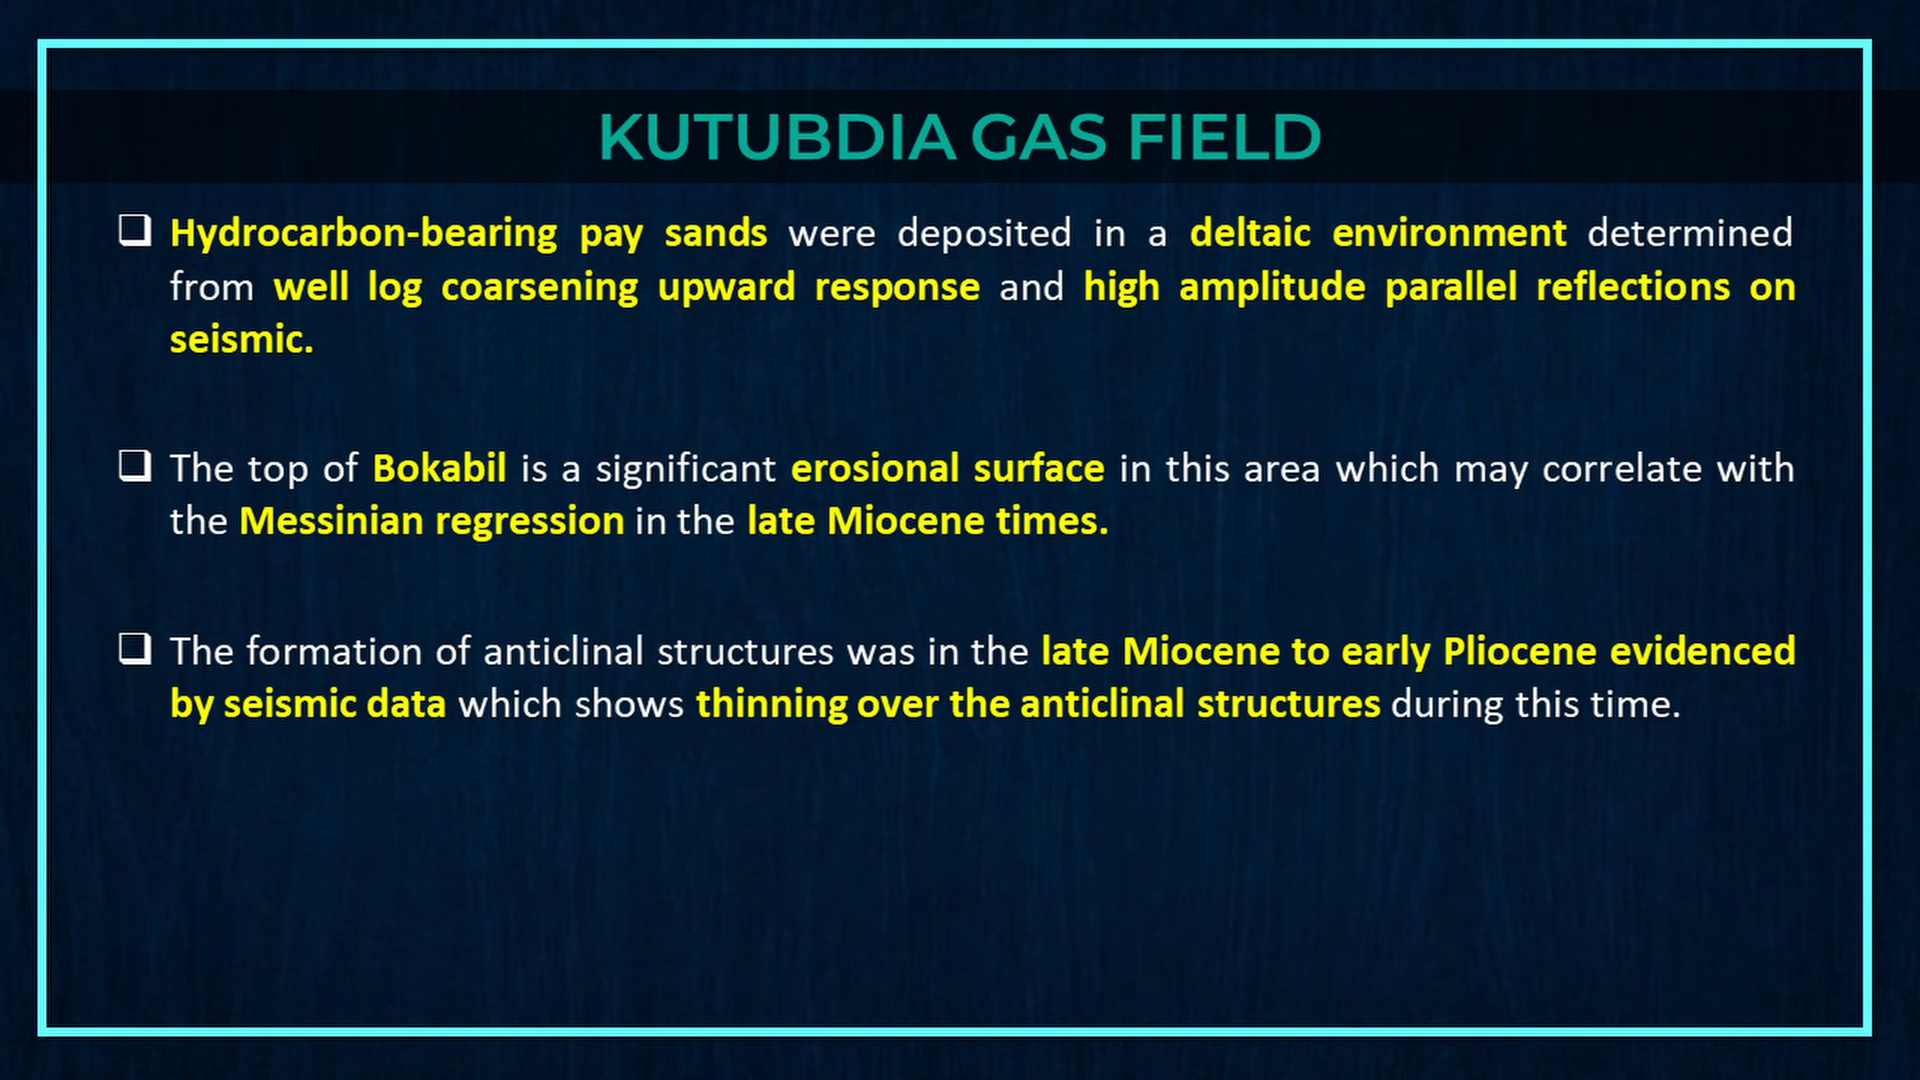 KUTUBDIA GAS FIELD
Hydrocarbon-bearing pay sands were deposited in a deltaic environment determined
from well log coarsening upward response and high amplitude parallel reflections on
seismic.
The top of Bokabil is a significant erosional surface in this area which may correlate with
the Messinian regression in the late Miocene times.
The formation of anticlinal structures was in the late Miocene to early Pliocene evidenced
by seismic data which shows thinning over the anticlinal structures during this time.